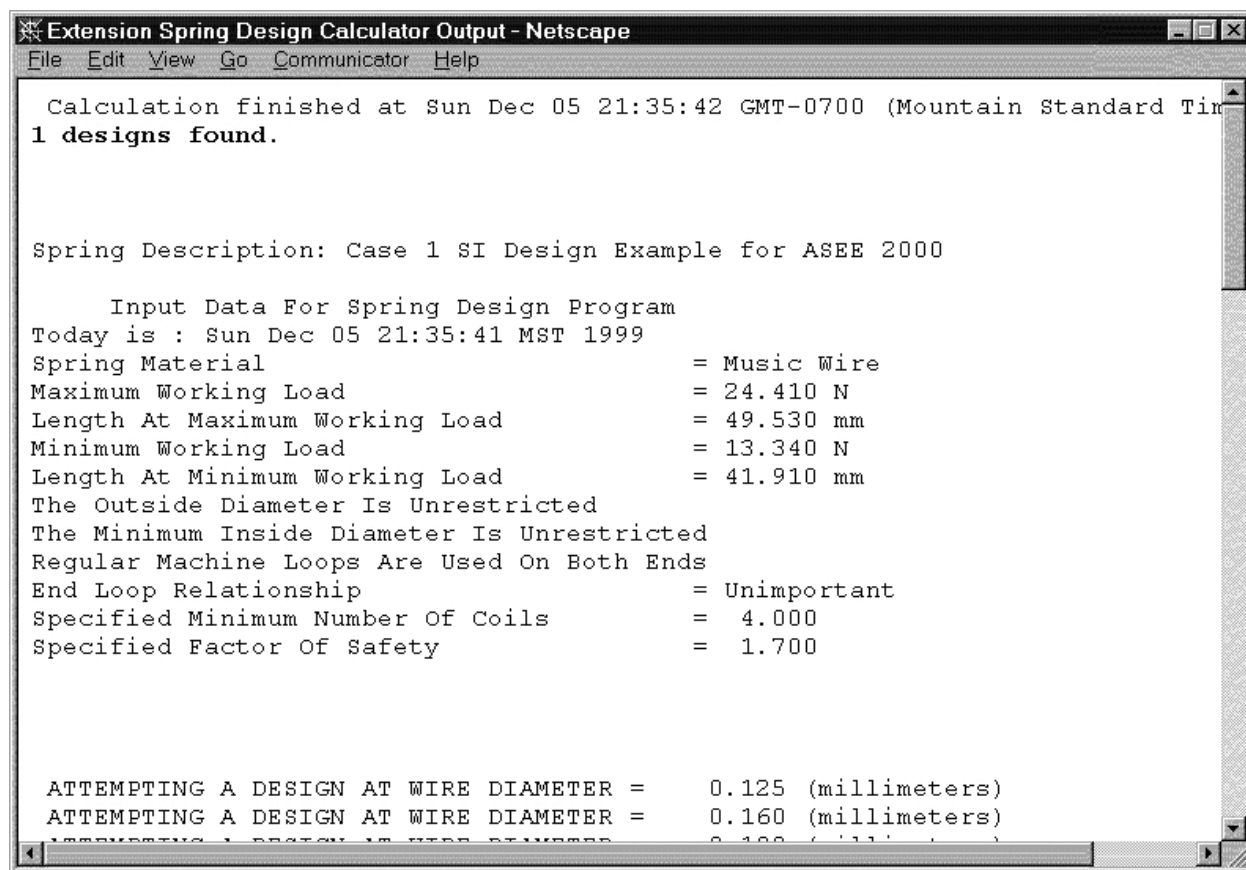 Extension Spring Design Calculator Output - Netscape
File Edit View Go Communicator Help
Calculation finished at Sun Dec 05 21:35:42 GMT-0700 (Mountain Standard Tim
1 designs found.
Spring Description: Case 1 SI Design Example for ASEE 2000
Input Data For Spring Design Program
Today is : Sun Dec 05 21:35:41 MST 1999
Spring Material = Music Wire
Maximum Working Load = 24.410 N
Length At Maximum Working Load = 49.530 mm
Minimum Working Load = 13.340 N
Length At Minimum Working Load = 41.910 mm
The Outside Diameter Is Unrestricted
The Minimum Inside Diameter Is Unrestricted
Regular Machine Loops Are Used On Both Ends
End Loop Relationship = Unimportant
Specified Minimum Number Of Coils = 4.000
Specified Factor Of Safety = 1.700
ATTEMPTING A DESIGN AT WIRE DIAMETER = 0.125 (millimeters)
ATTEMPTING A DESIGN AT WIRE DIAMETER = 0.160 (millimeters)